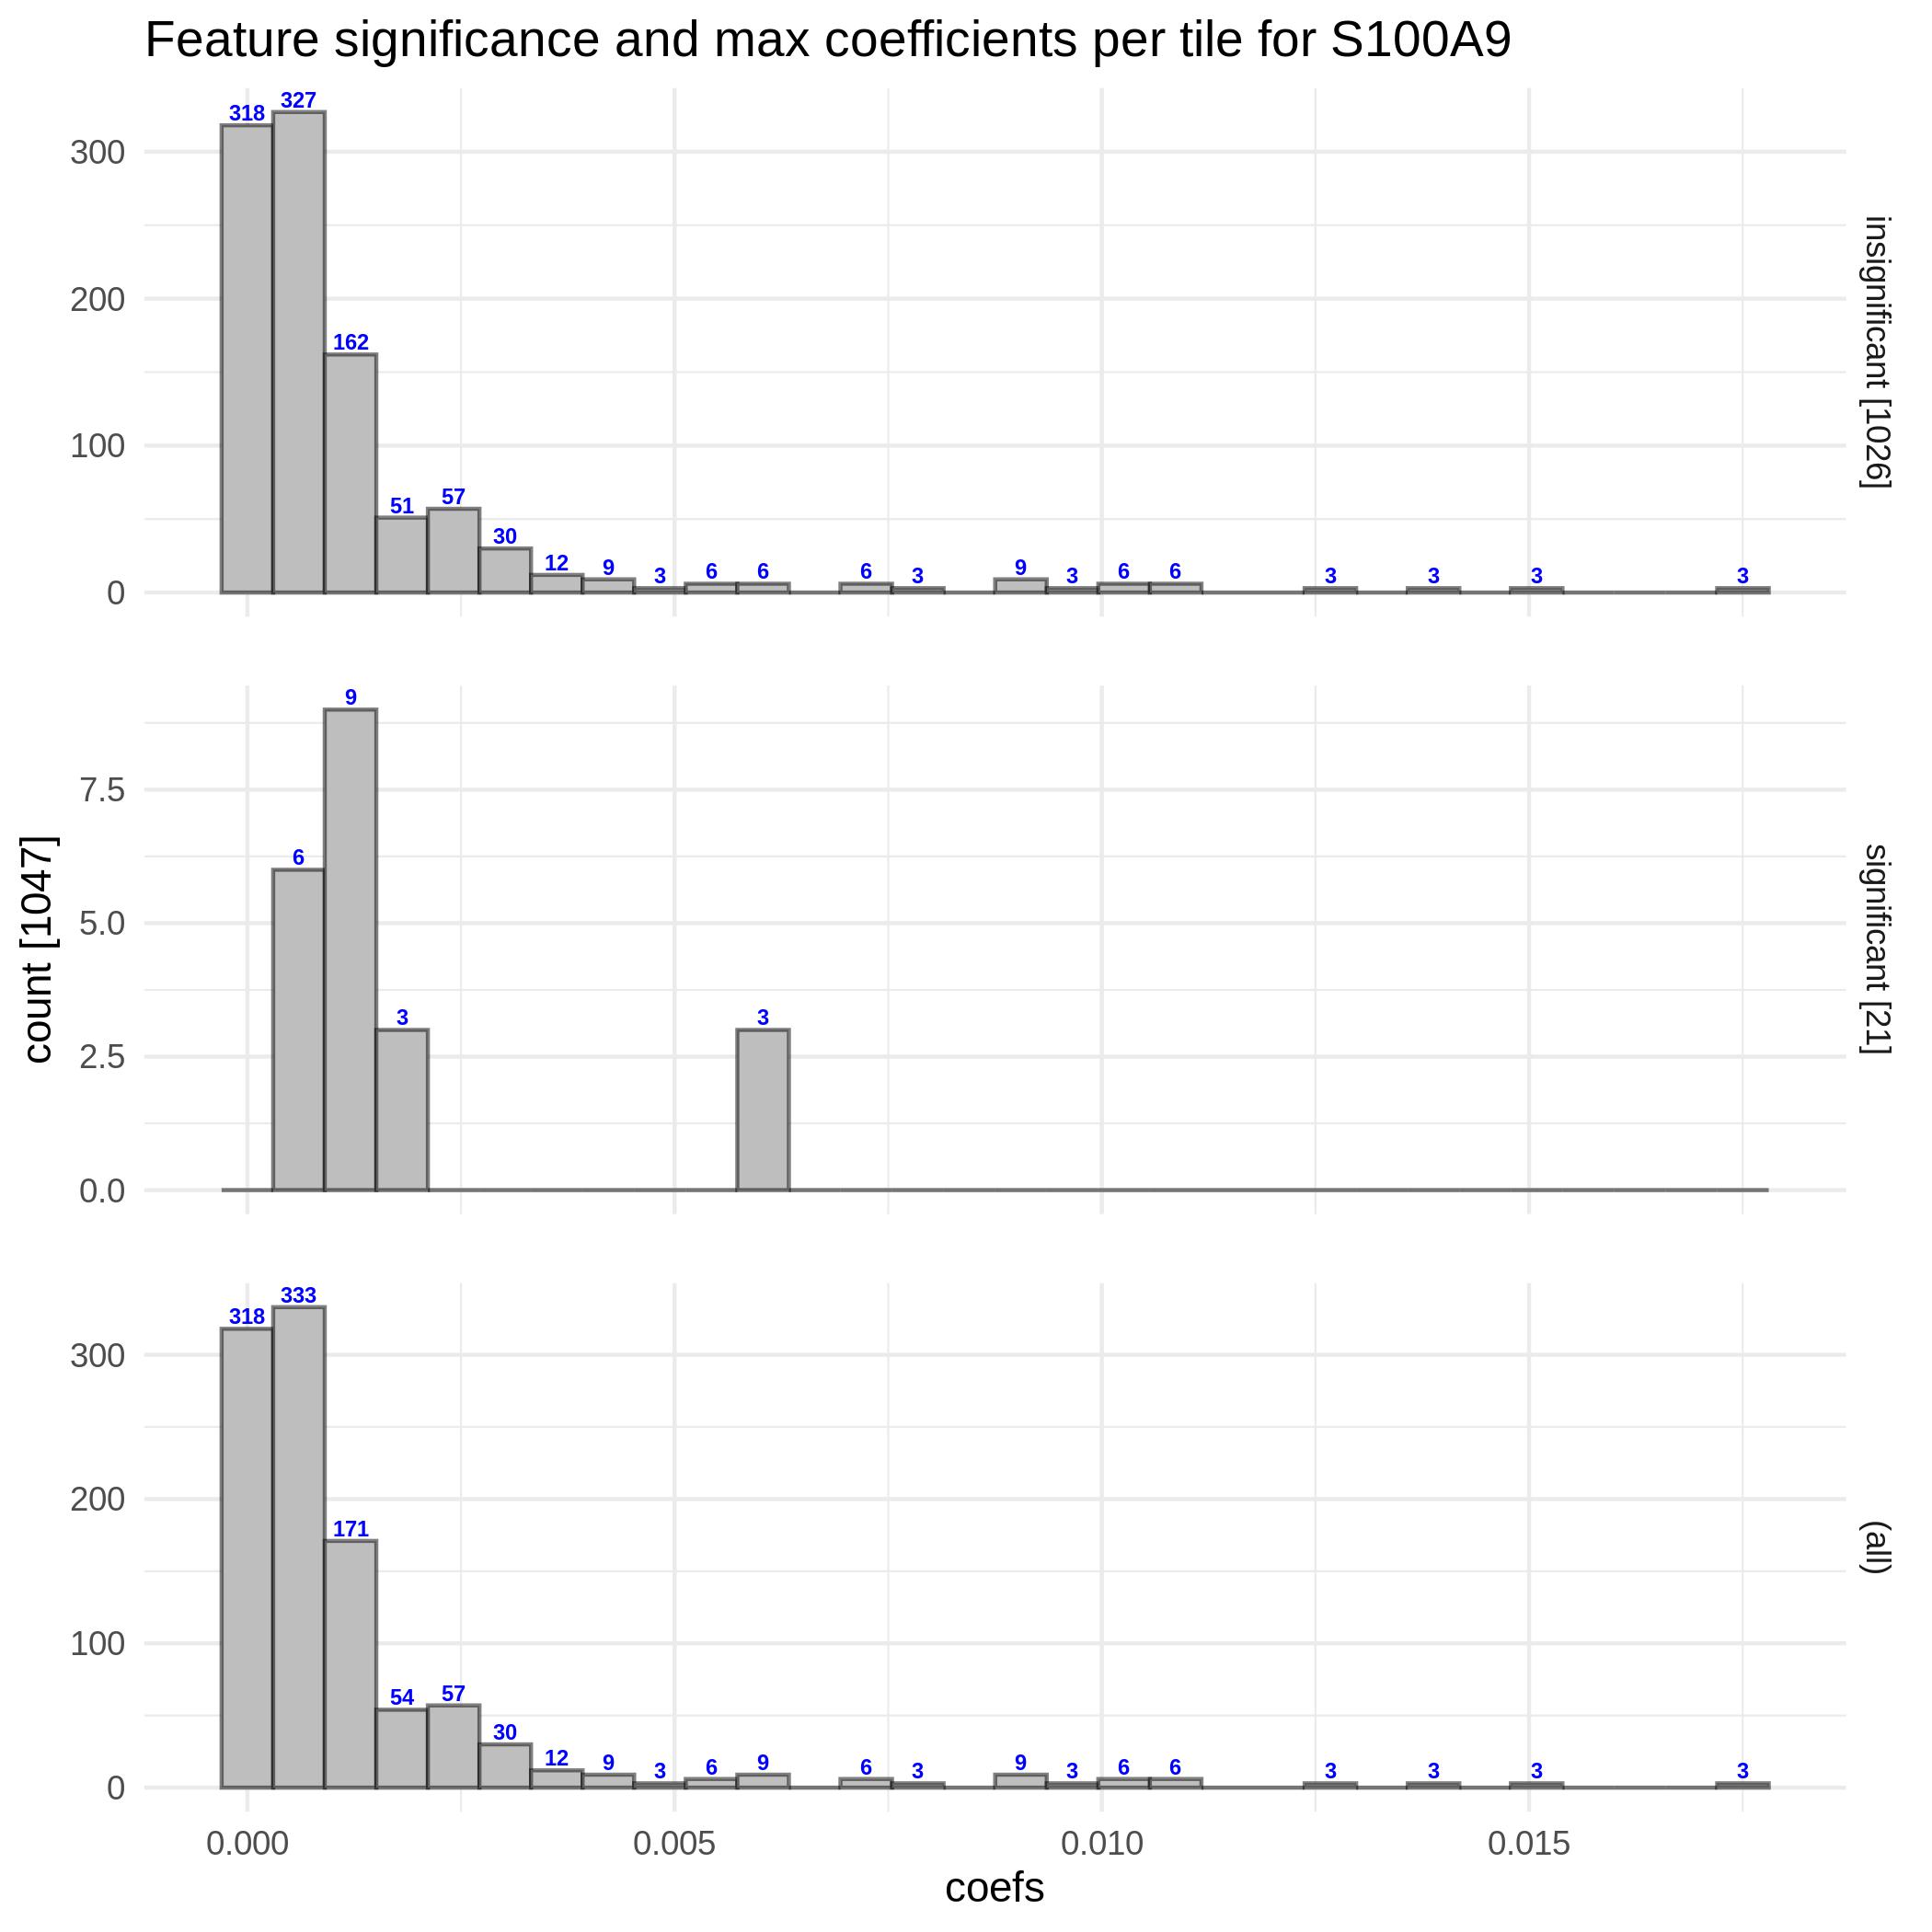 Feature significance and max coefficients per tile for S100A9
318 327 162 51 57 30 12 9 3 6 6 6 3 9 3 6 6 3 3 3 3
300
200
100
0
insignificant [1026]
count [1047]
6 9 3 3
7.5
5.0
2.5
0.0
significant [21]
318 333 171 54 57 30 12 9 3 6 9 6 3 9 3 6 6 3 3 3 3
300
200
100
0
(all)
0.000 0.005 0.010 0.015
coefs